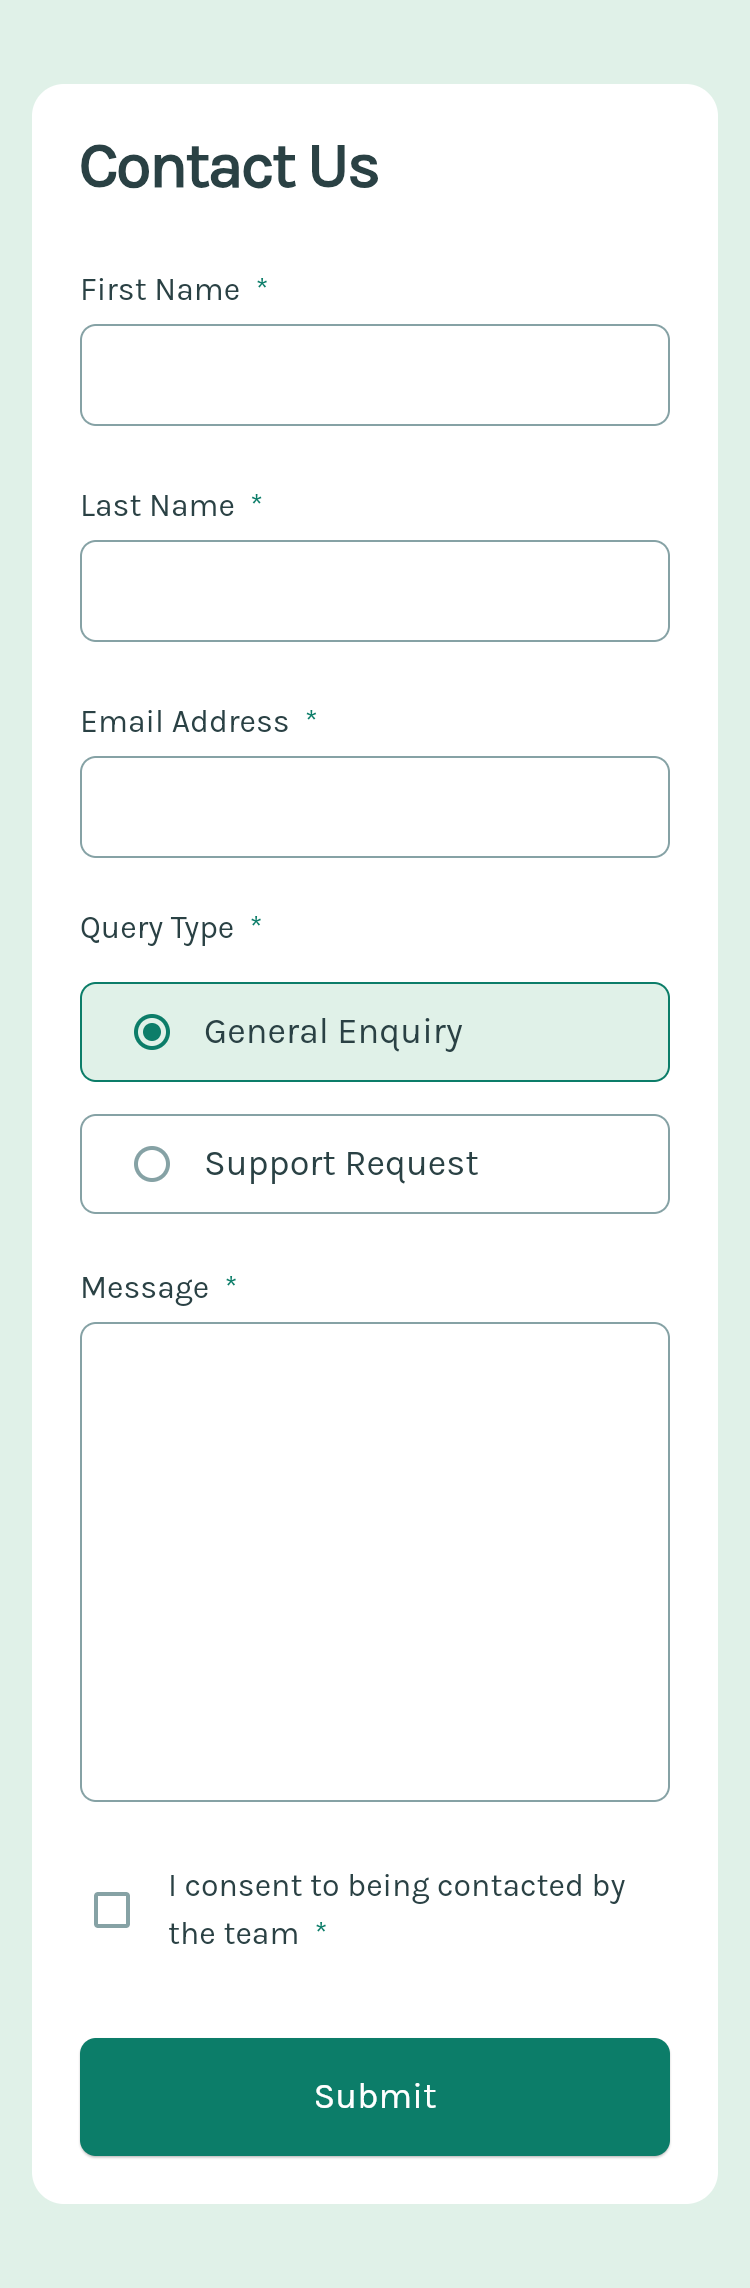 Contact Us
First Name *
Last Name *
Email Address *
Query Type *
General Enquiry
Support Request
Message *
I consent to being contacted by
the team *
Submit